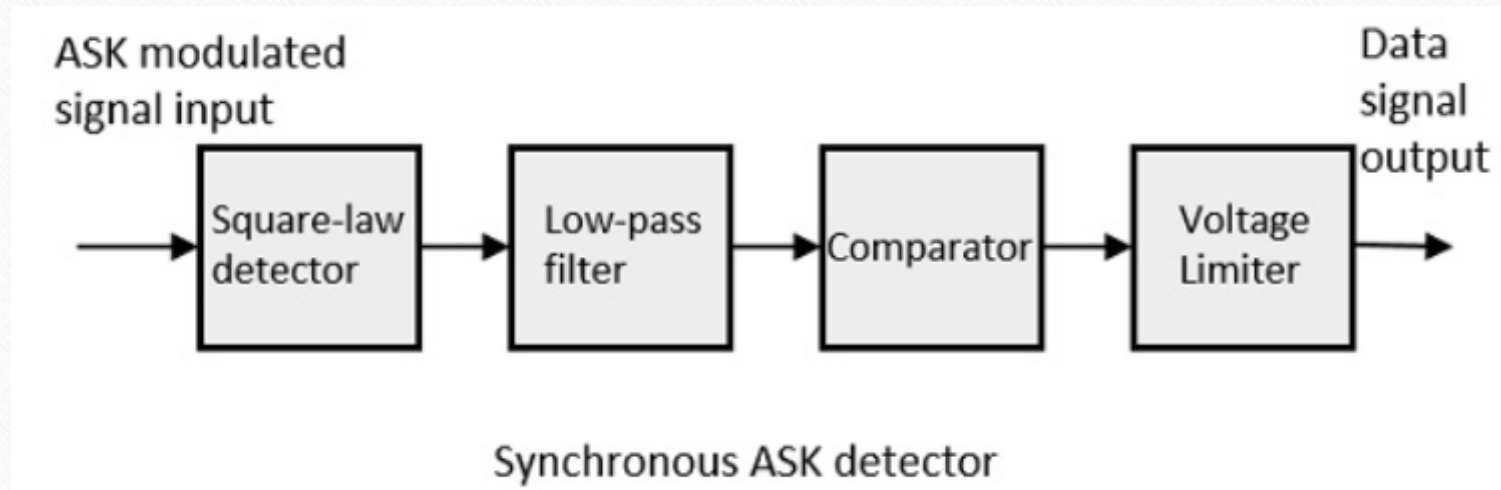 ASK modulated
signal input
Data
signal
output
Square-law
detector
Low-pass
filter
Comparator
Voltage
Limiter
Synchronous ASK detector